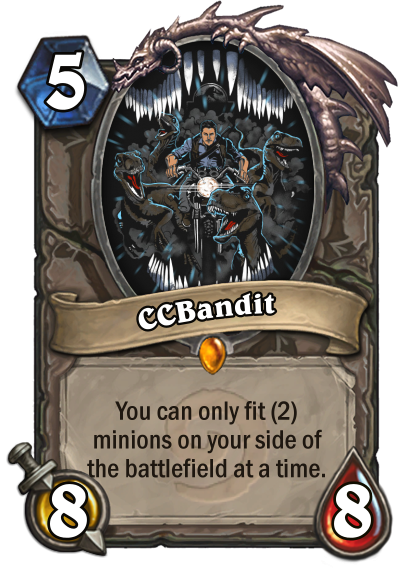 5
CCBandit
You can only fit (2)
minions on your side of
the battlefield at a time.
8
8